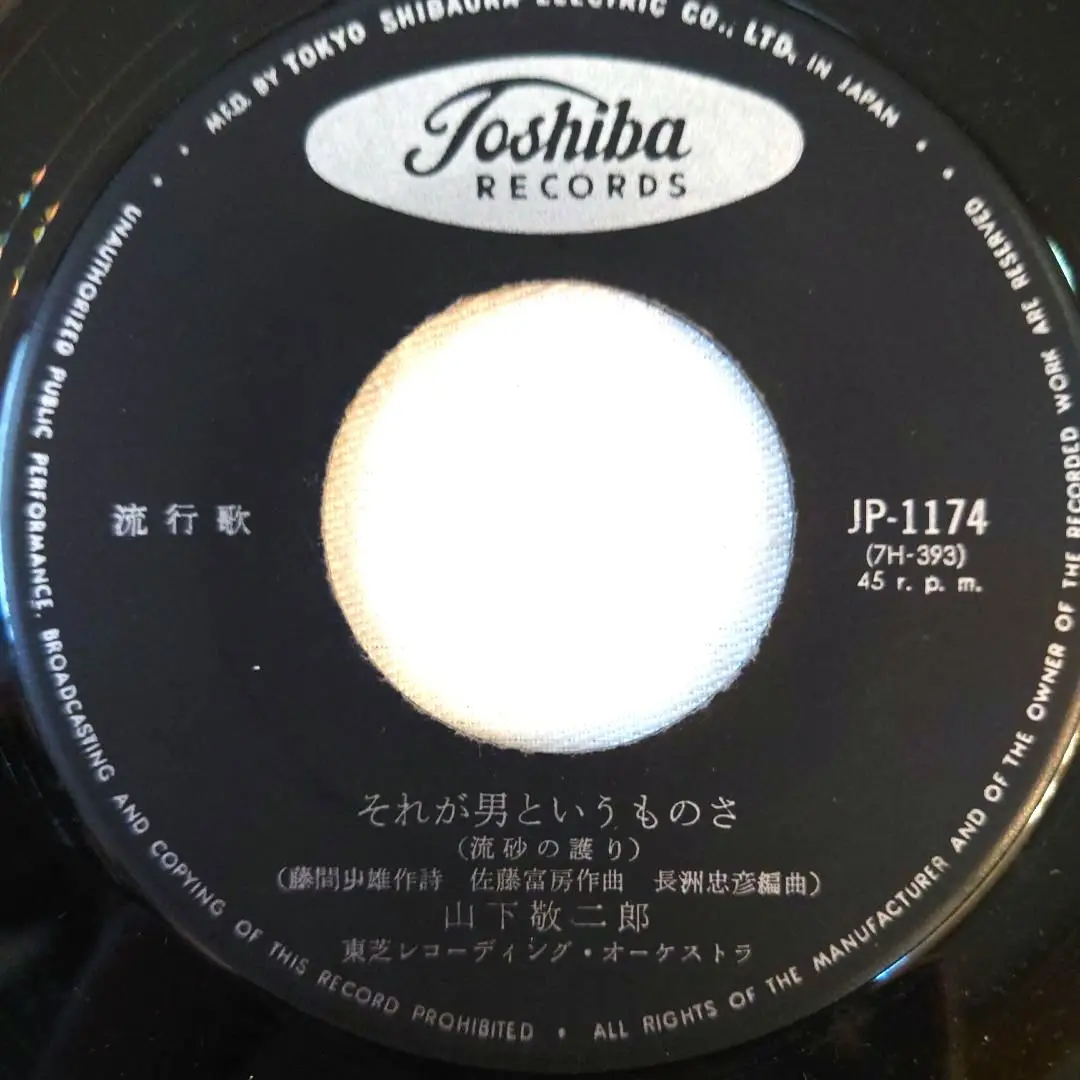 MFD. BY TOKYO SHIBAURA ELECTRIC CO., LTD. IN JAPAN
Toshiba
RECORDS
流行歌
JP-1174
(7H-393)
45 r. p. m.
それが男というものさ
(流砂の護り)
(藤間 雄作詩 佐藤富房作曲 長洲忠彦編曲)
山下敬二郎
東芝レコーディング・オーケストラ
UNAUTHORIZED PUBLIC PERFORMANCE, BROADCASTING AND COPYING OF THIS RECORD PROHIBITED • ALL RIGHTS OF THE MANUFACTURER AND OF THE OWNER OF THE RECORDED WORK ARE RESERVED